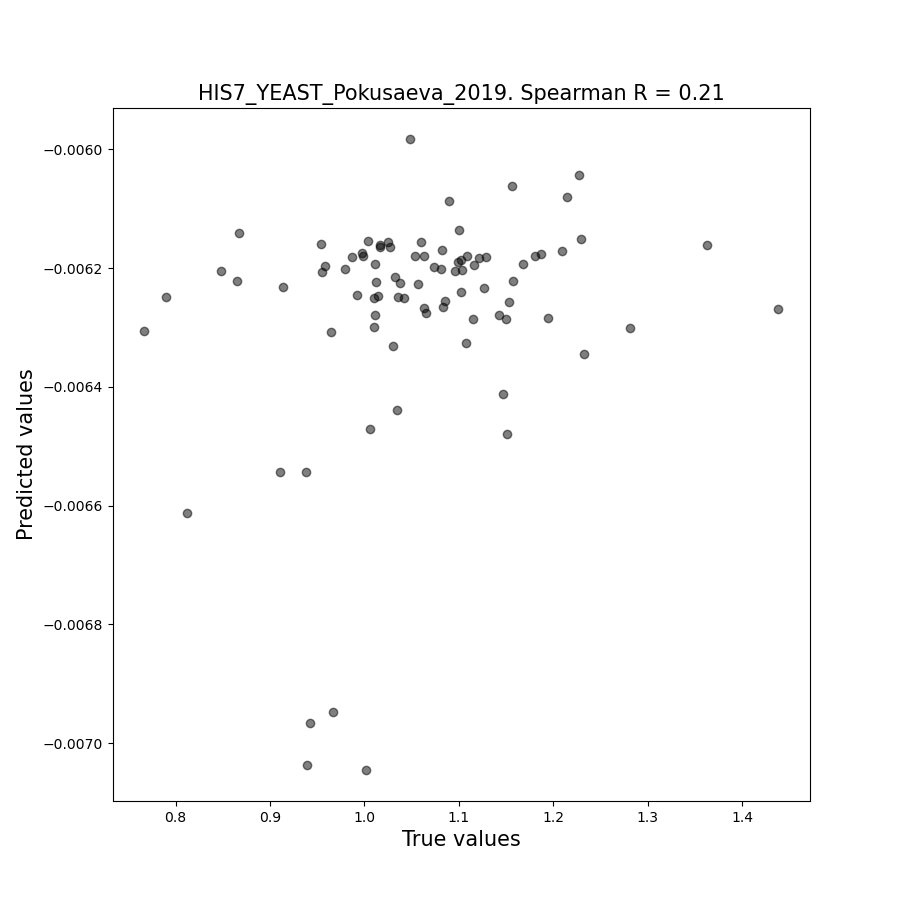 HIS7_YEAST_Pokusaeva_2019. Spearman R = 0.21
−0.0060
−0.0062
−0.0064
−0.0066
−0.0068
−0.0070
Predicted values
0.8 0.9 1.0 1.1 1.2 1.3 1.4
True values